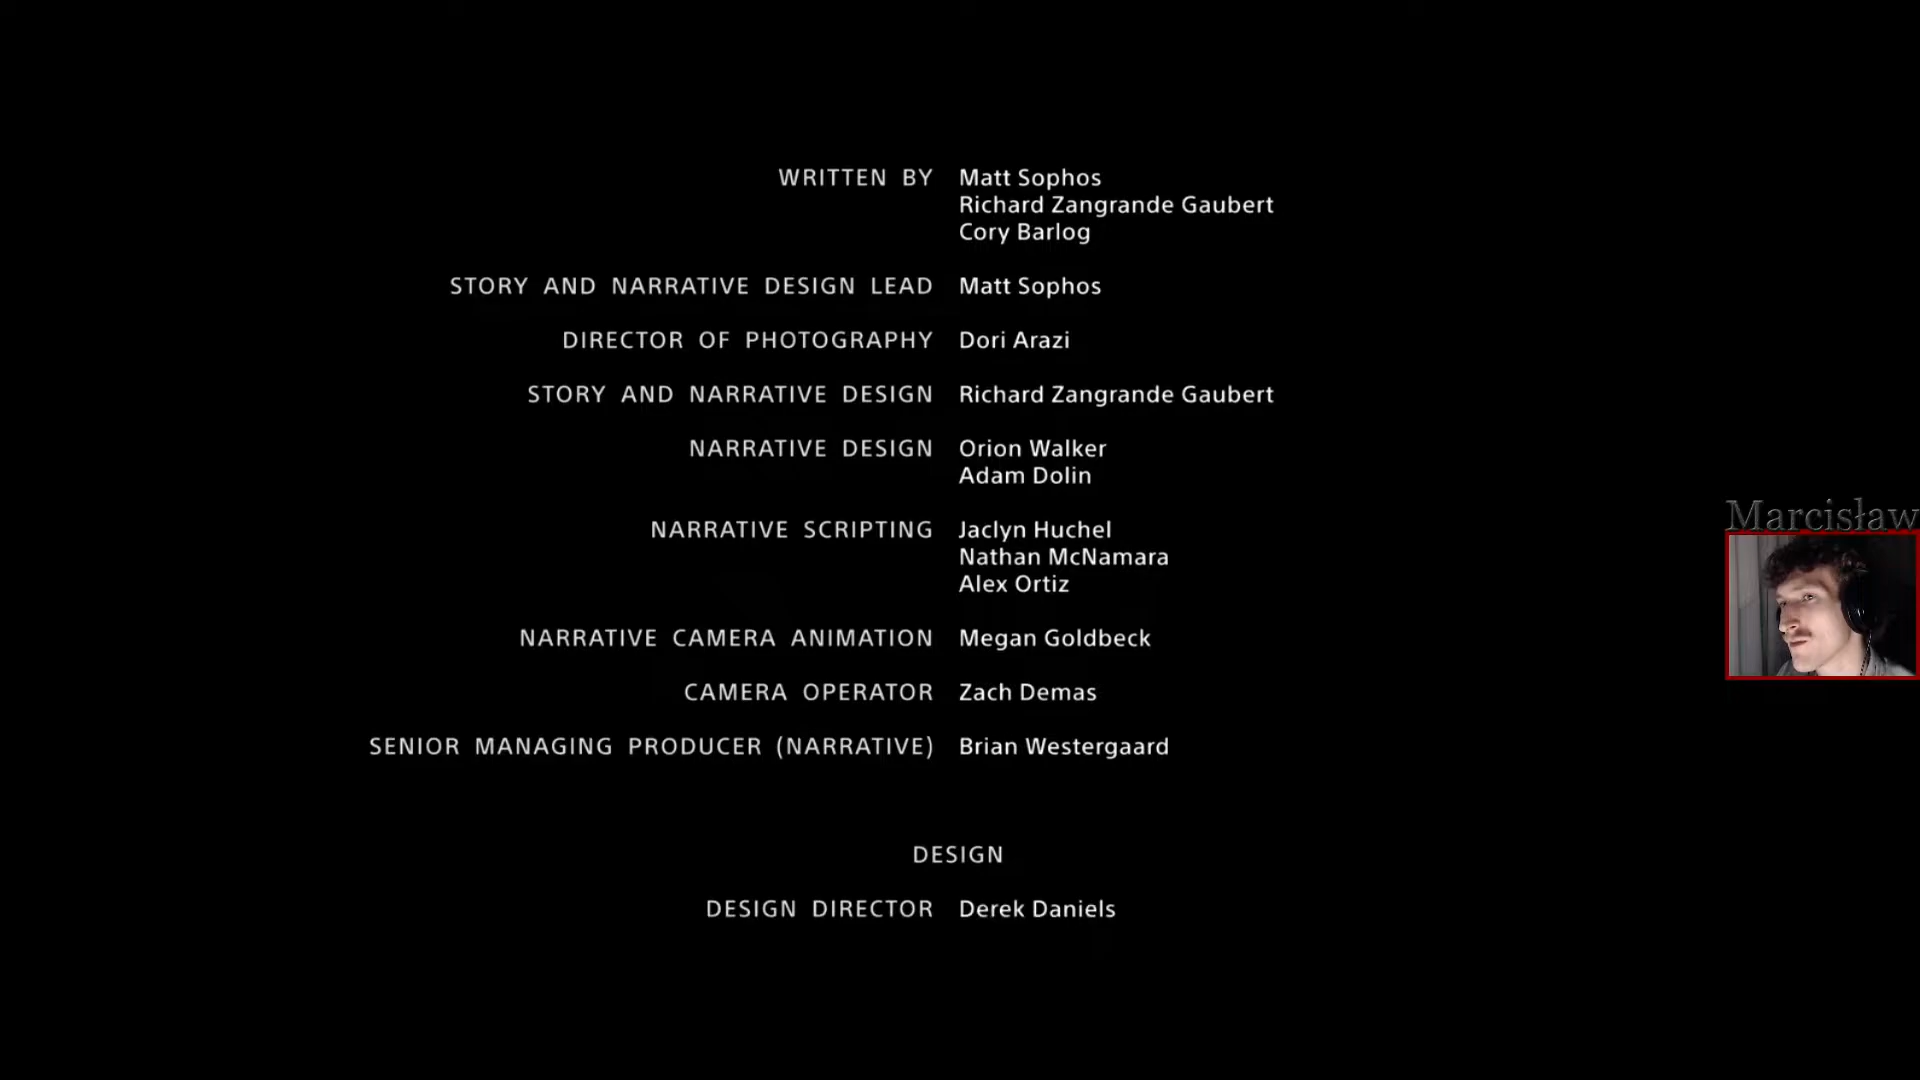 WRITTEN BY Matt Sophos
Richard Zangrande Gaubert
Cory Barlog
STORY AND NARRATIVE DESIGN LEAD Matt Sophos
DIRECTOR OF PHOTOGRAPHY Dori Arazi
STORY AND NARRATIVE DESIGN Richard Zangrande Gaubert
NARRATIVE DESIGN Orion Walker
Adam Dolin
NARRATIVE SCRIPTING Jaclyn Huchel
Nathan McNamara
Alex Ortiz
NARRATIVE CAMERA ANIMATION Megan Goldbeck
CAMERA OPERATOR Zach Demas
SENIOR MANAGING PRODUCER (NARRATIVE) Brian Westergaard
DESIGN
DESIGN DIRECTOR Derek Daniels
Marcisław